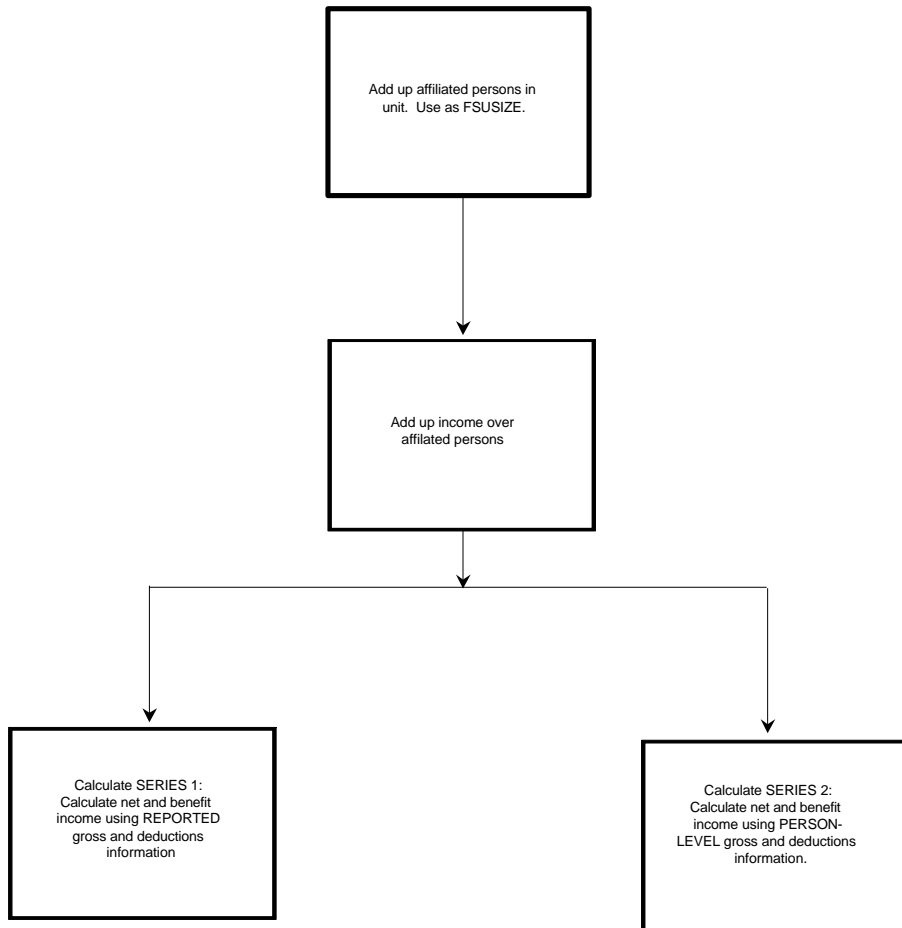 Add up affiliated persons in
unit.  Use as FSUSIZE.
Add up income over
affilated persons
Calculate SERIES 1:
Calculate net and benefit
income using REPORTED
gross and deductions
information
Calculate SERIES 2:
Calculate net and benefit
income using PERSON-
LEVEL gross and deductions
information.